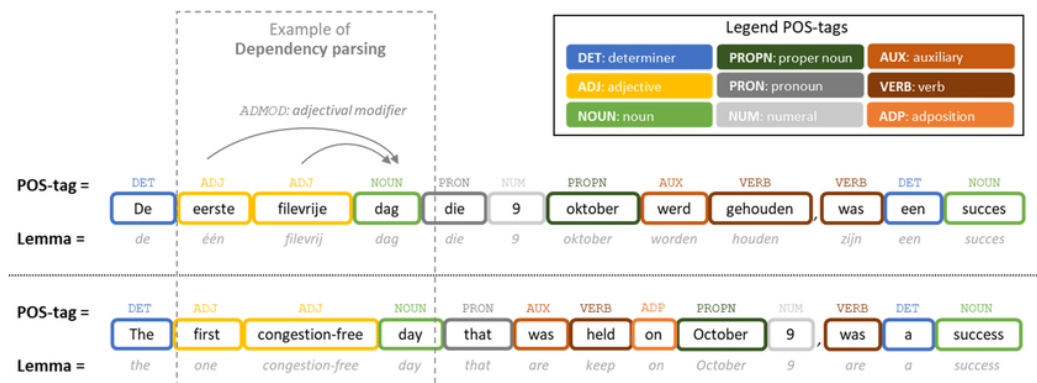 Example of
Dependency parsing
ADMOD: adjectival modifier
Legend POS-tags
DET: determiner PROPN: proper noun AUX: auxiliary
ADJ: adjective PRON: pronoun VERB: verb
NOUN: noun NUM: numeral ADP: adposition
POS-tag = DET ADJ ADJ NOUN PRON NUM PROPN AUX VERB VERB DET NOUN
De eerste filevrije dag die 9 oktober werd gehouden , was een succes
Lemma = de één filevrij dag die 9 oktober worden houden zijn een succes
POS-tag = DET ADJ ADJ NOUN PRON AUX VERB ADP PROPN NUM VERB DET NOUN
The first congestion-free day that was held on October 9 , was a success
Lemma = the one congestion-free day that are keep on October 9 are a success